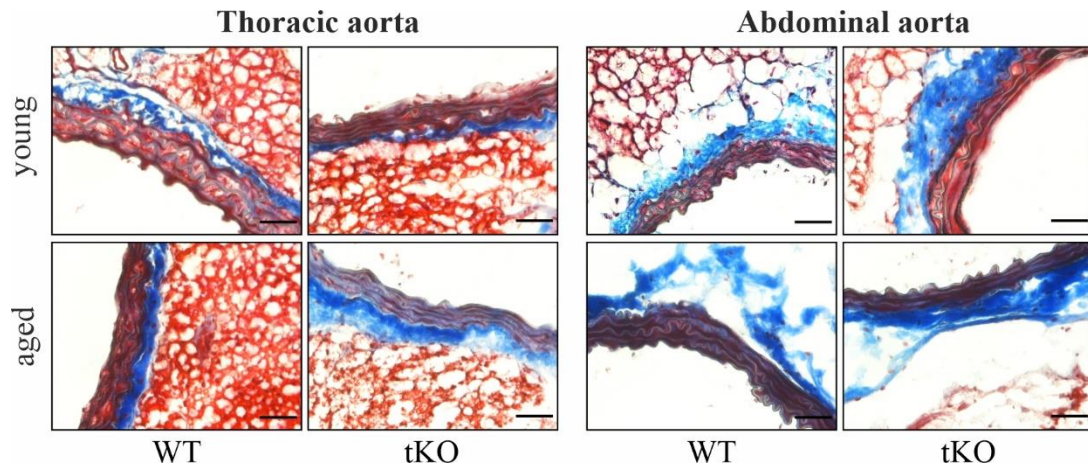 Thoracic aorta
Abdominal aorta
young
aged
WT
tKO
WT
tKO